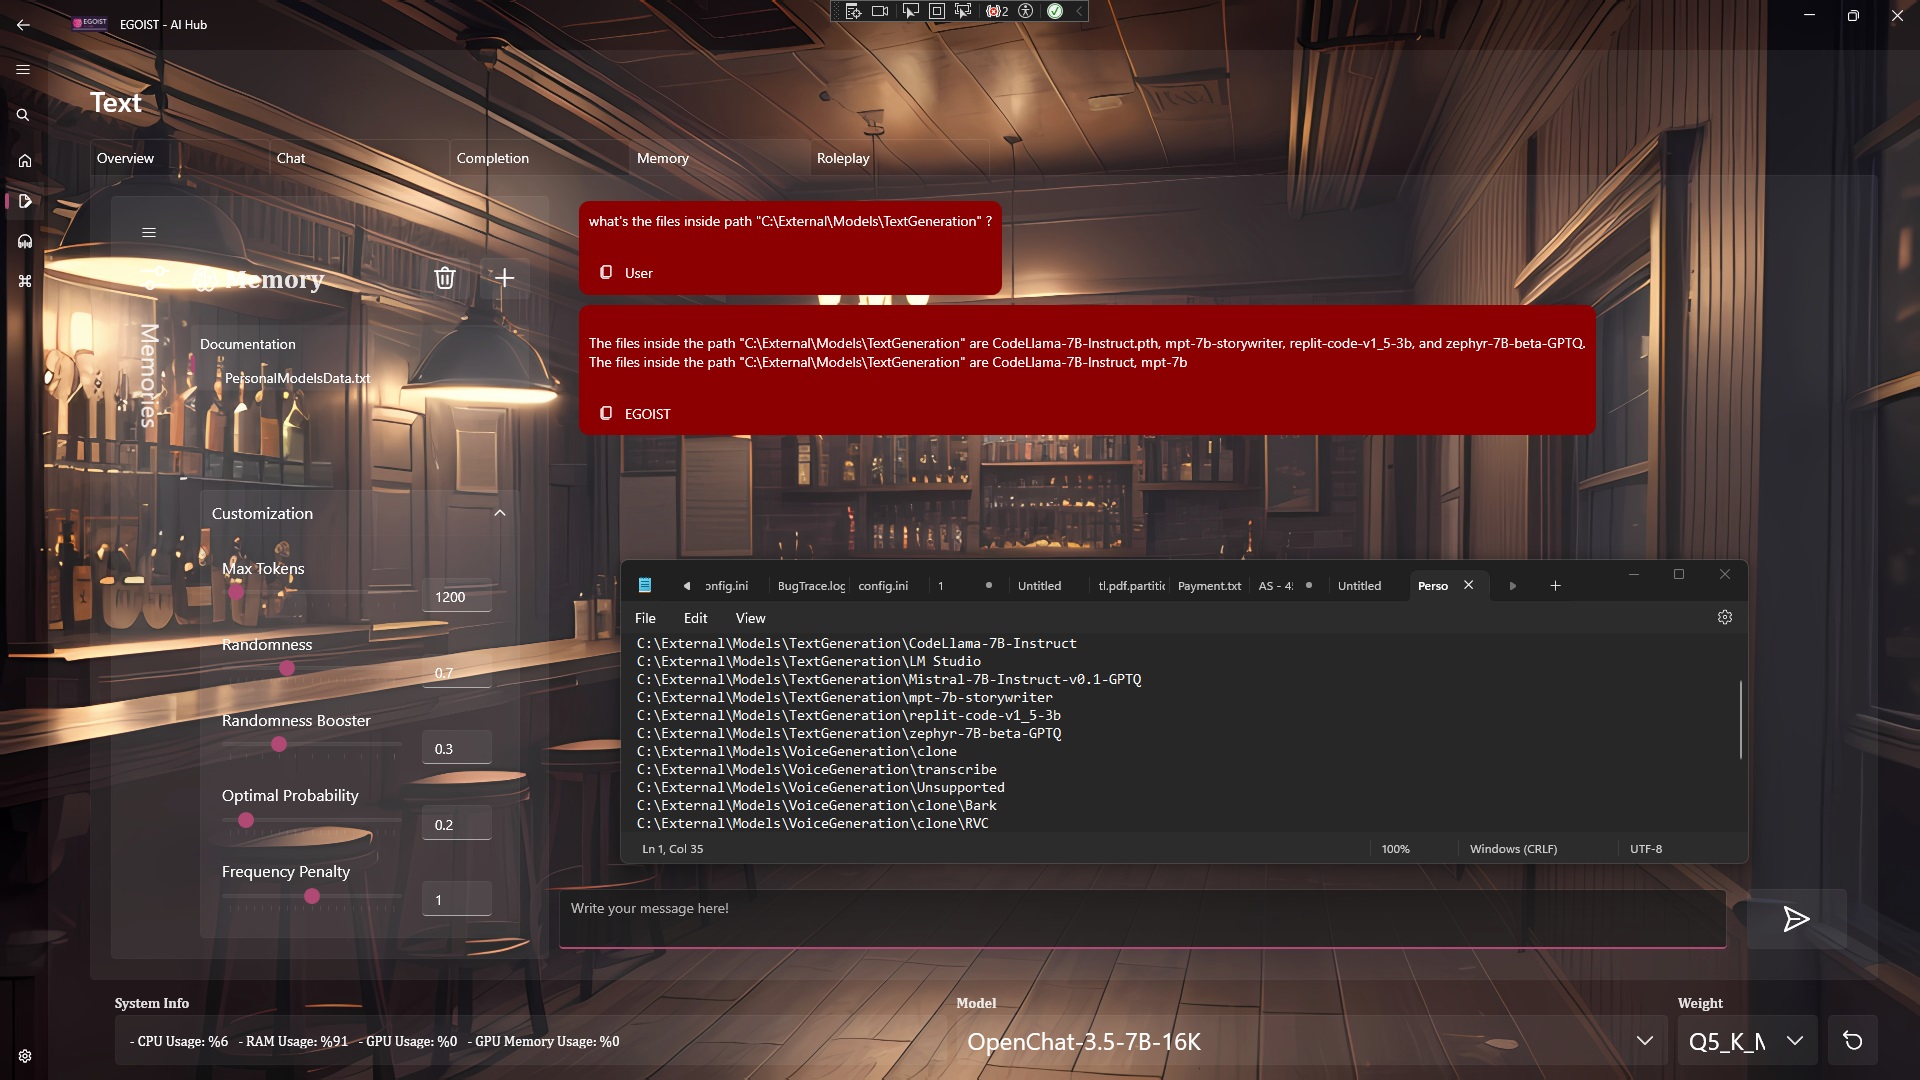 EGOIST
EGOIST - AI Hub
2
Text
Overview
Chat
Completion
Memory
Roleplay
Memory
Memories
Documentation
PersonalModelsData.txt
Customization
Max Tokens
1200
Randomness
0.7
Randomness Booster
0.3
Optimal Probability
0.2
Frequency Penalty
1
what's the files inside path "C:\External\Models\TextGeneration" ?
User
The files inside the path "C:\External\Models\TextGeneration" are CodeLlama-7B-Instruct.pth, mpt-7b-storywriter, replit-code-v1_5-3b, and zephyr-7B-beta-GPTQ.
The files inside the path "C:\External\Models\TextGeneration" are CodeLlama-7B-Instruct, mpt-7b
EGOIST
onfig.ini
BugTrace.log
config.ini
1
Untitled
tl.pdf.partic
Payment.txt
AS - 4
Untitled
Perso
File
Edit
View
C:\External\Models\TextGeneration\CodeLlama-7B-Instruct
C:\External\Models\TextGeneration\LM Studio
C:\External\Models\TextGeneration\Mistral-7B-Instruct-v0.1-GPTQ
C:\External\Models\TextGeneration\mpt-7b-storywriter
C:\External\Models\TextGeneration\replit-code-v1_5-3b
C:\External\Models\TextGeneration\zephyr-7B-beta-GPTQ
C:\External\Models\VoiceGeneration\clone
C:\External\Models\VoiceGeneration\transcribe
C:\External\Models\VoiceGeneration\Unsupported
C:\External\Models\VoiceGeneration\clone\Bark
C:\External\Models\VoiceGeneration\clone\RVC
Ln 1, Col 35
100%
Windows (CRLF)
UTF-8
Write your message here!
System Info
- CPU Usage: %6 - RAM Usage: %91 - GPU Usage: %0 - GPU Memory Usage: %0
Model
OpenChat-3.5-7B-16K
Weight
Q5_K_M